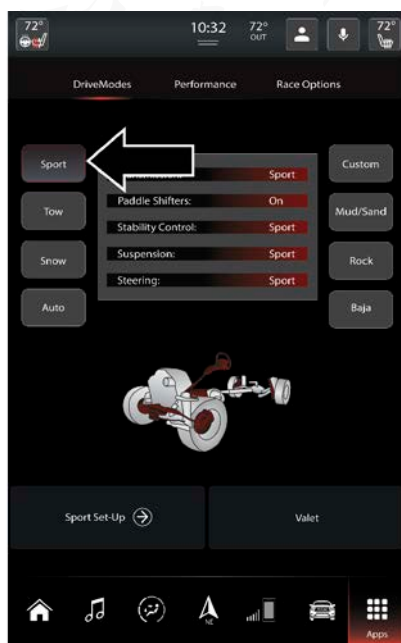 72° 10:32 72° OUT 72°
DriveModes Performance Race Options
Sport
Tow
Snow
Auto
Sport
Paddle Shifters: On
Stability Control: Sport
Suspension: Sport
Steering: Sport
Custom
Mud/Sand
Rock
Baja
Sport Set-Up Valet
NE
Apps